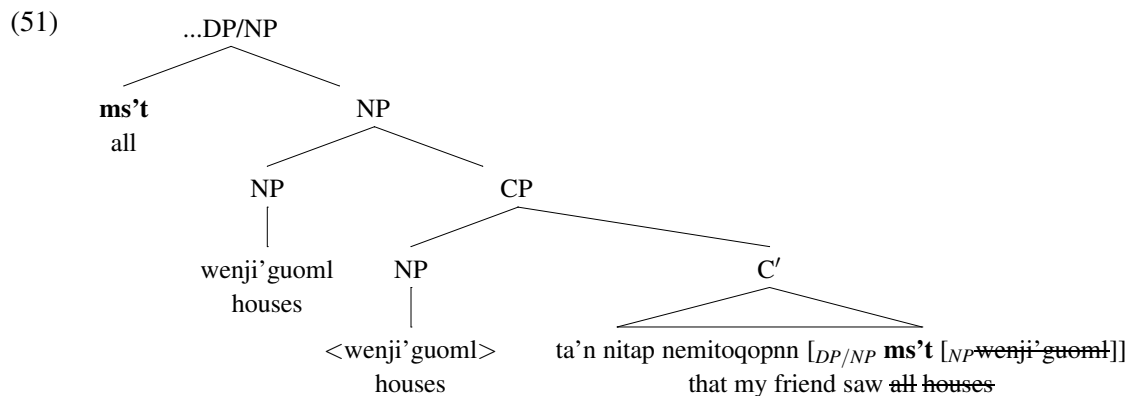 (51) ...DP/NP
ms't NP
all
NP CP
wenji'guoml NP C′
houses
<wenji'guoml> ta'n nitap nemitoqopnn [DP/NP ms't [NP wenji'guoml]]
houses that my friend saw all houses